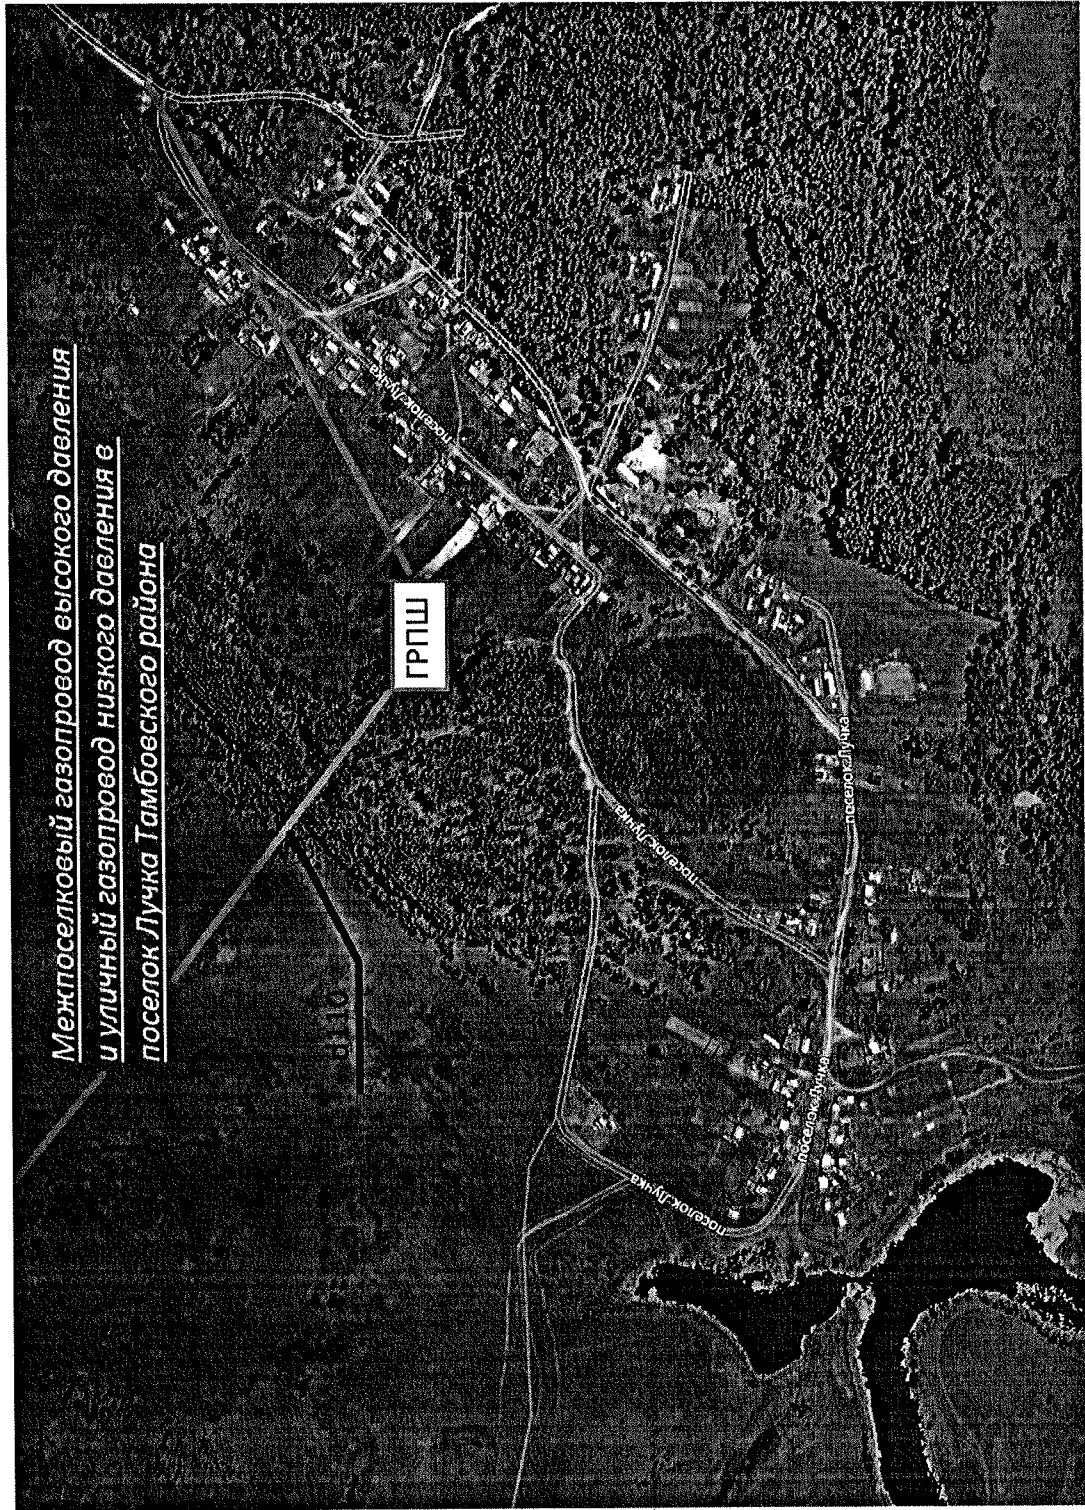 Межпоселковый газопровод высокого давления
и уличный газопровод низкого давления в
поселок Лучка Тамбовского района
ГРПШ
поселок Лучка
поселок Лучка
поселок Лучка
поселок Лучка
поселок Лучка